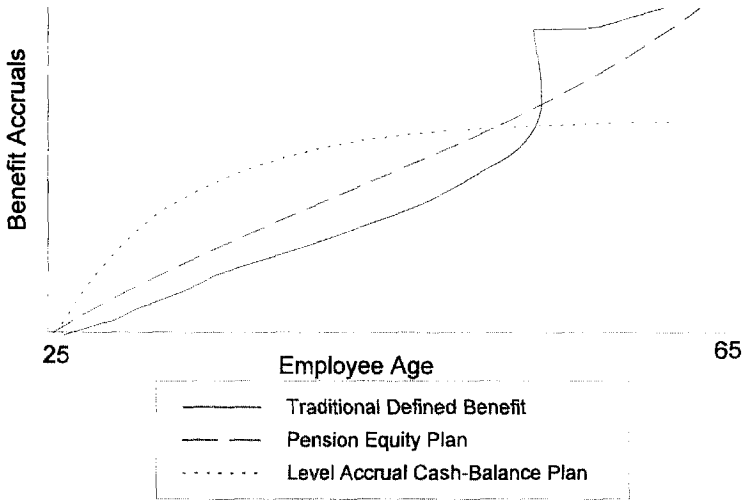 Benefit Accruals
25
65
Employee Age
Traditional Defined Benefit
Pension Equity Plan
Level Accrual Cash-Balance Plan